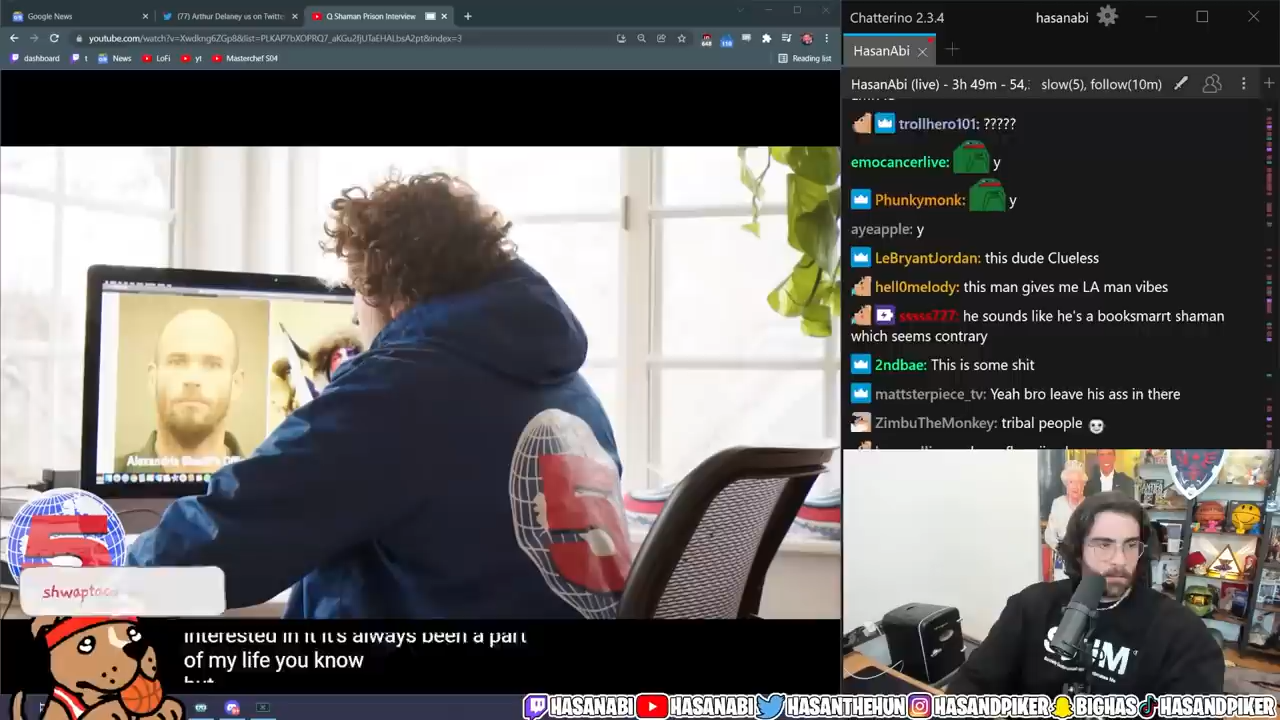 Google News
(77) Arthur Delaney us on Twitte
Q Shaman Prison Interview
youtube.com/watch?v=Xwdkng6ZGp8&list=PLKAP7bXOPRQ7_aKGu2fjUTaEHALbsA2pt&index=3
dashboard
t
News
LoFi
yt
Masterchef S04
Reading list
5
shwaptoc
interested in it it's always been a part
of my life you know
but
Chatterino 2.3.4
hasanabi
HasanAbi
HasanAbi (live) - 3h 49m - 54,
slow(5), follow(10m)
trollhero101: ?????
emocancerlive: y
Phunkymonk: y
ayeapple: y
LeBryantJordan: this dude Clueless
hell0melody: this man gives me LA man vibes
sssss727: he sounds like he's a booksmarrt shaman
which seems contrary
2ndbae: This is some shit
mattsterpiece_tv: Yeah bro leave his ass in there
ZimbuTheMonkey: tribal people
HASANABI
HASANABI
HASANTHEHUN
HASANDPIKER
BIGHAS
HASANDPIKER